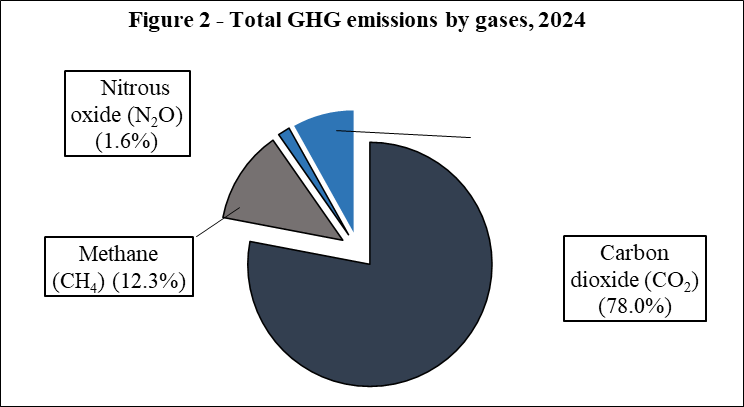 Figure 2 - Total GHG emissions by gases, 2024
Nitrous
oxide (N₂O)
(1.6%)
Methane
(CH₄) (12.3%)
Carbon
dioxide (CO₂)
(78.0%)